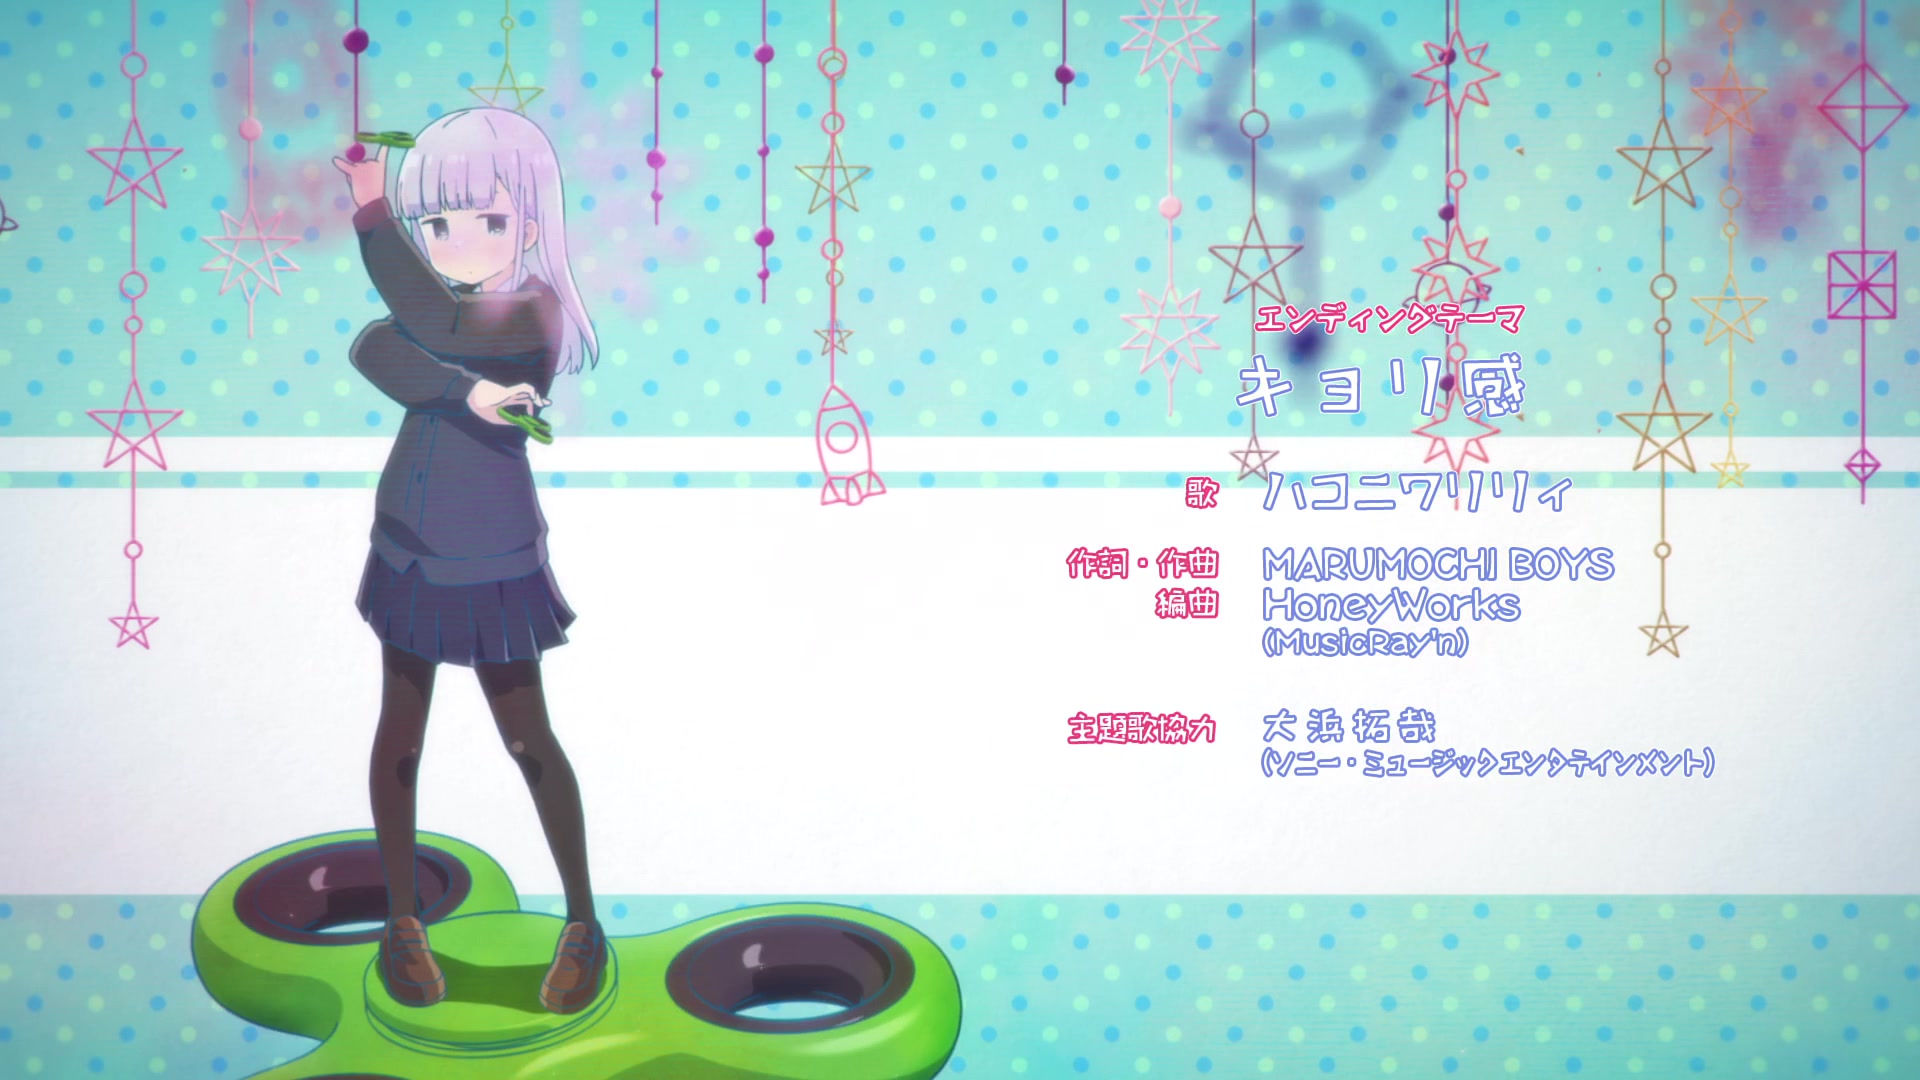 エンディングテーマ
キョリ感
歌 ハコニワリリィ
作詞・作曲 MARUMOCHI BOYS
編曲 HoneyWorks
(MusicRay'n)
主題歌協力 大浜拓哉
(ソニー・ミュージックエンタテインメント)